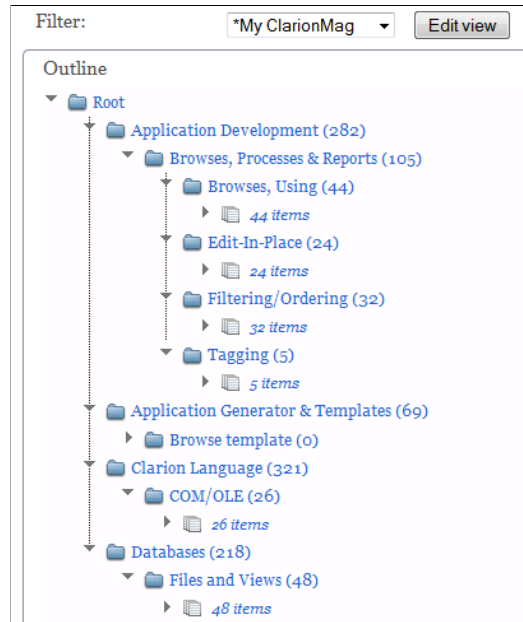 Filter: *My ClarionMag Edit view
Outline
Root
Application Development (282)
Browses, Processes & Reports (105)
Browses, Using (44)
44 items
Edit-In-Place (24)
24 items
Filtering/Ordering (32)
32 items
Tagging (5)
5 items
Application Generator & Templates (69)
Browse template (0)
Clarion Language (321)
COM/OLE (26)
26 items
Databases (218)
Files and Views (48)
48 items